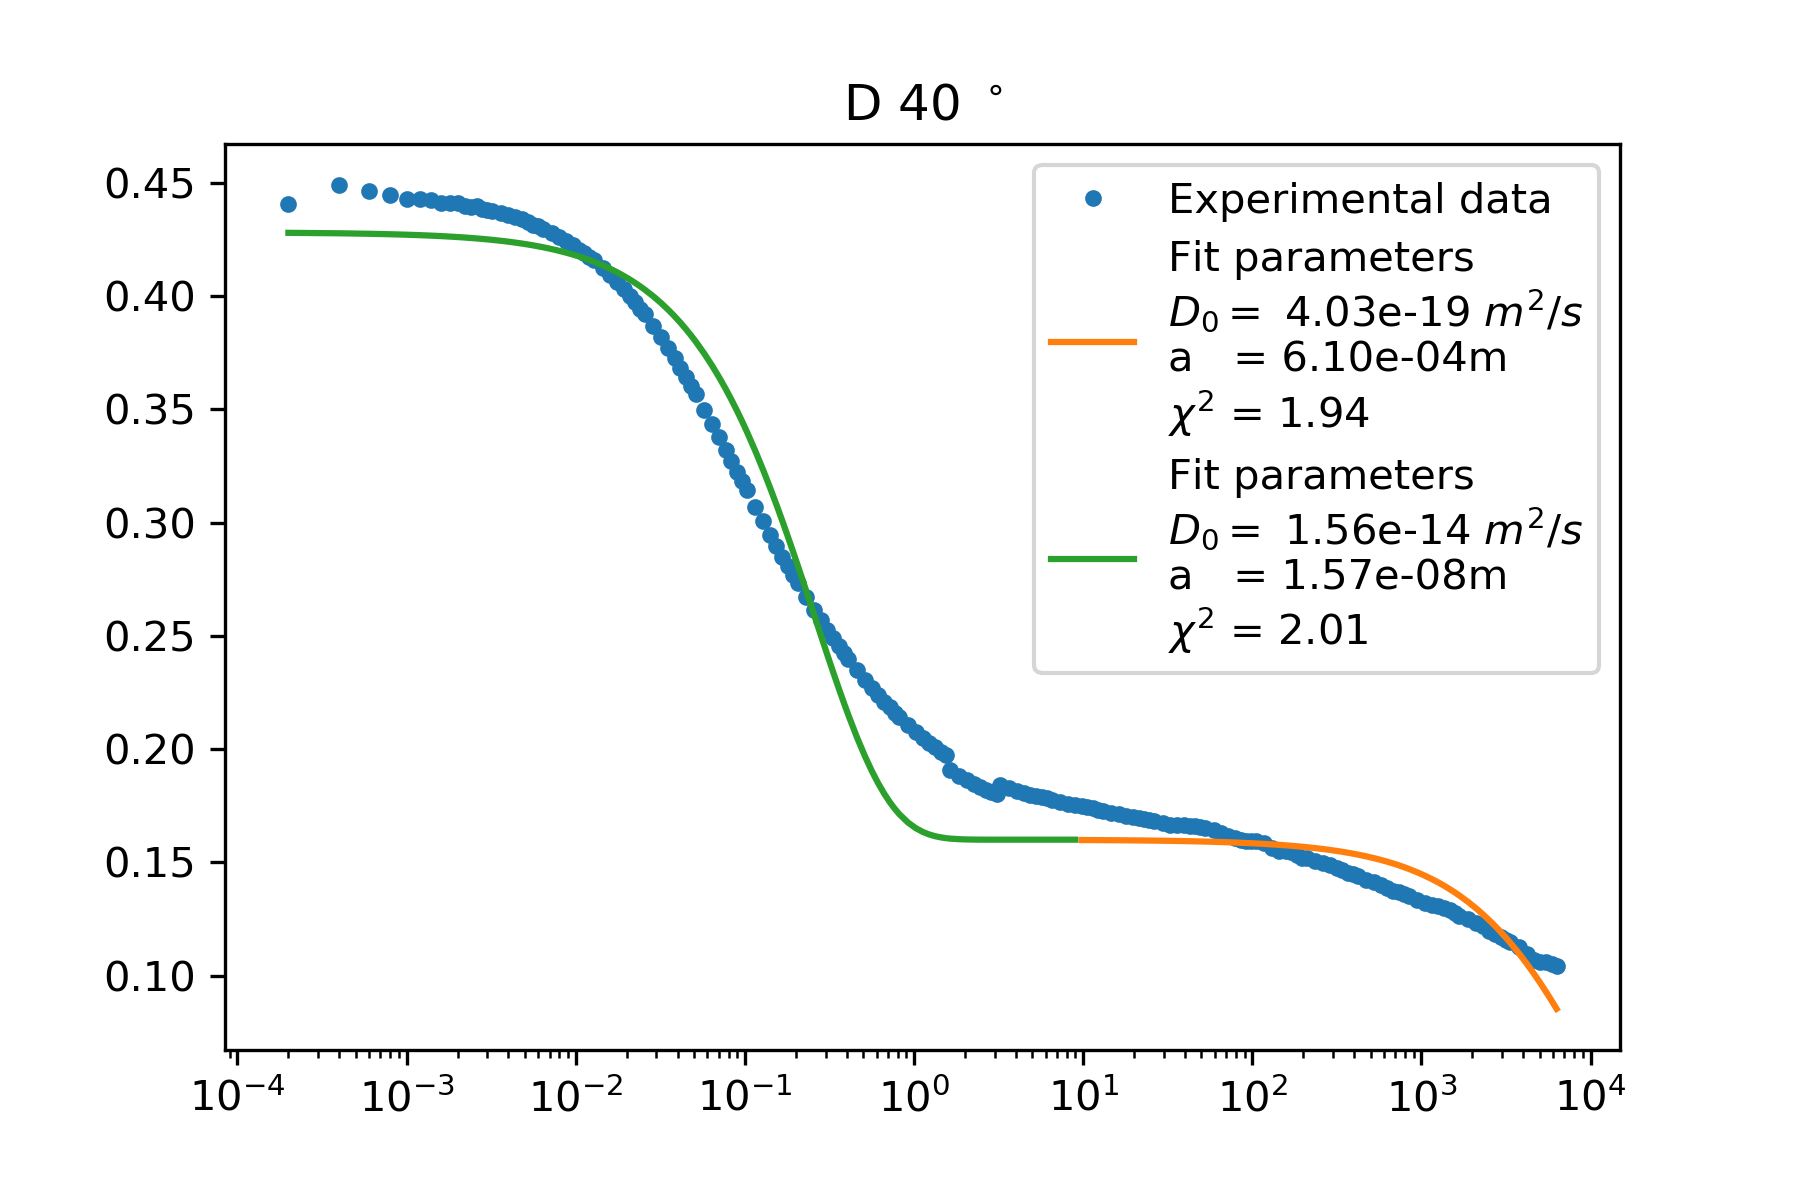 D 40 °
0.45
0.40
0.35
0.30
0.25
0.20
0.15
0.10
10⁻⁴ 10⁻³ 10⁻² 10⁻¹ 10⁰ 10¹ 10² 10³ 10⁴
Experimental data
Fit parameters
D₀ = 4.03e-19 m²/s
a = 6.10e-04m
χ² = 1.94
Fit parameters
D₀ = 1.56e-14 m²/s
a = 1.57e-08m
χ² = 2.01